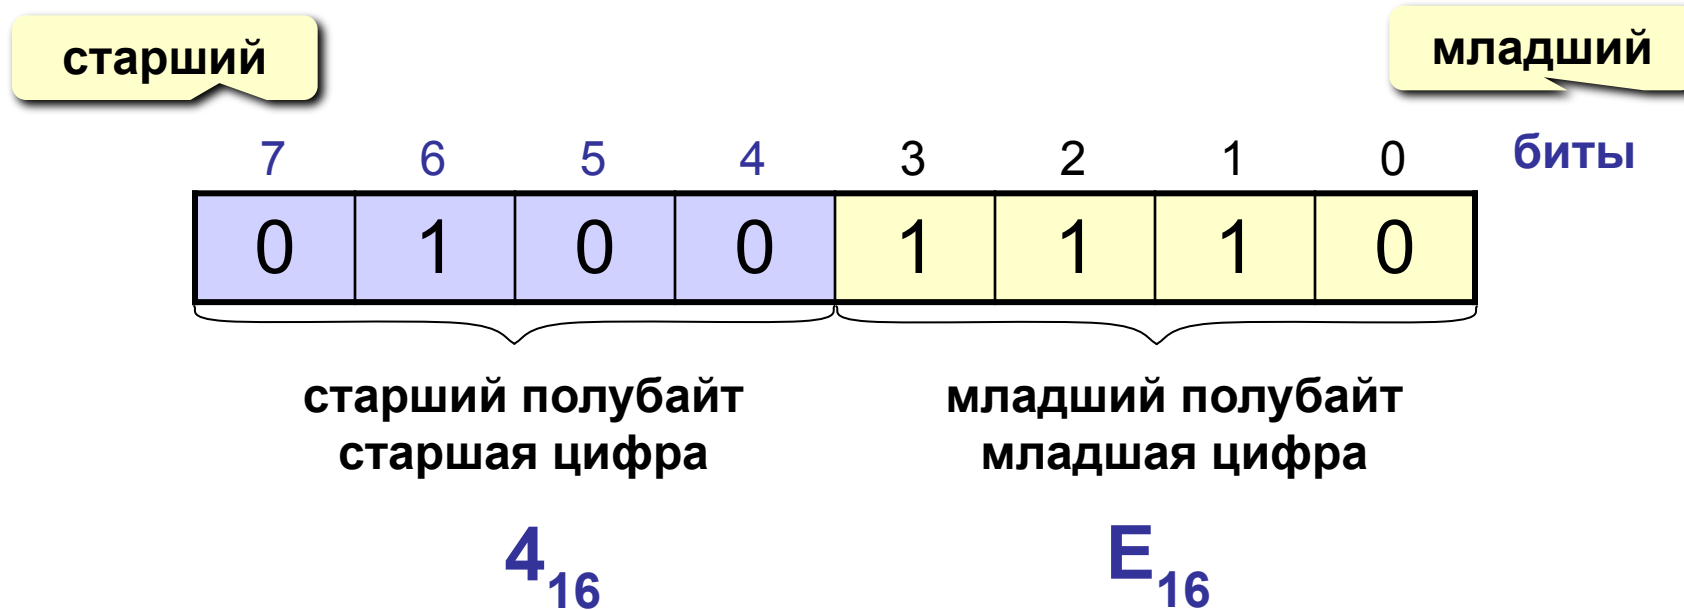 старший
младший
7 6 5 4 3 2 1 0 биты
0 1 0 0 1 1 1 0
старший полубайт
старшая цифра
младший полубайт
младшая цифра
4₁₆
E₁₆